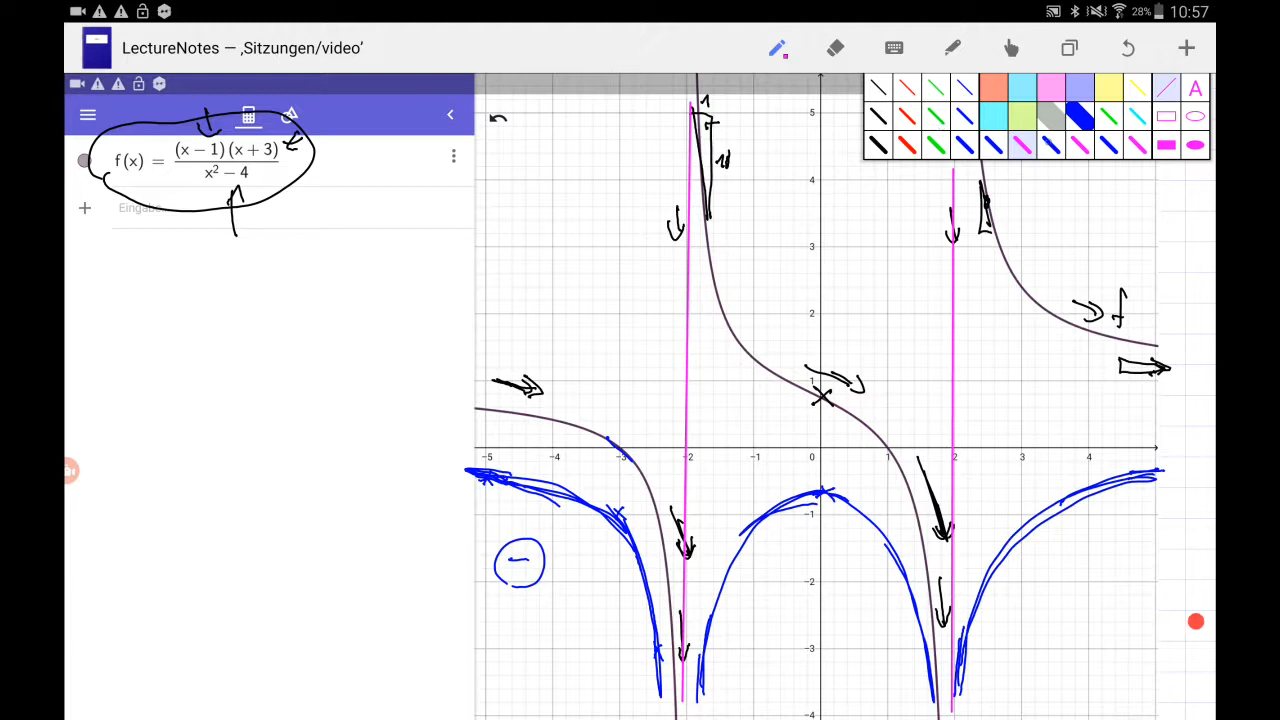 28% 10:57
LectureNotes — ‚Sitzungen/video‘
A
f(x) = (x − 1) (x + 3)
x² − 4
Eingabe...
5
4
3
2
1
−5 −4 −3 −2 −1 0 1 2 3 4
−1
−2
−3
−4
1
f
−